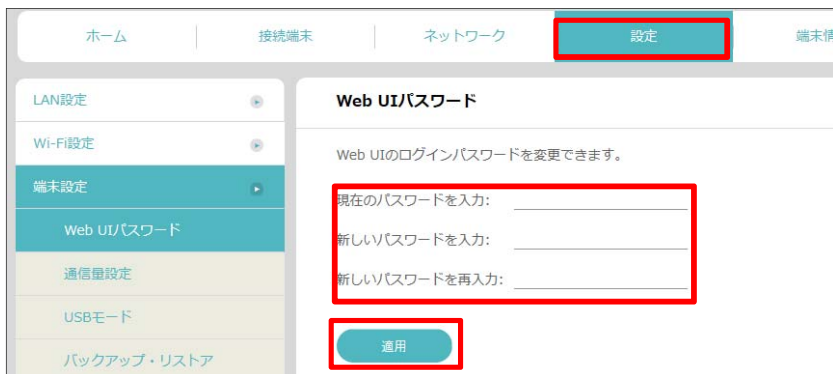 ホーム
接続端末
ネットワーク
設定
端末情
LAN設定
Wi-Fi設定
端末設定
Web UIパスワード
通信量設定
USBモード
バックアップ・リストア
Web UIパスワード
Web UIのログインパスワードを変更できます。
現在のパスワードを入力:
新しいパスワードを入力:
新しいパスワードを再入力:
適用